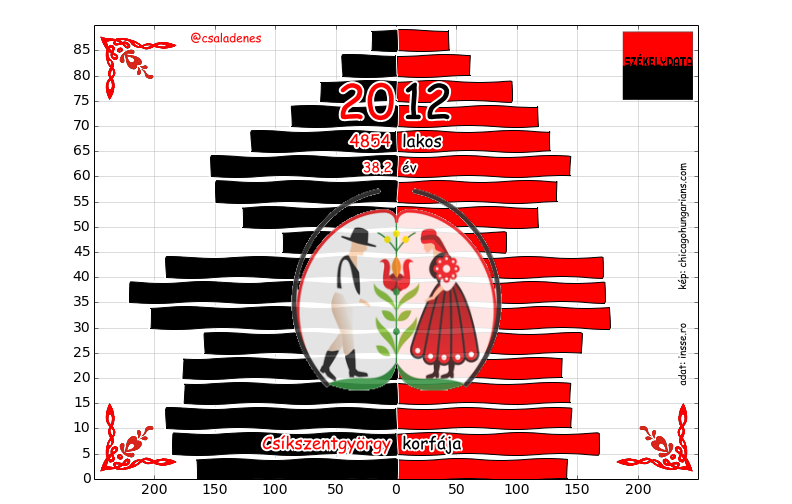 @csaladenes
SZÉKELYDATA
2012
4854 lakos
38.2 év
kép: chicagohungarians.com
adat: insse.ro
Csíkszentgyörgy korfája
85
80
75
70
65
60
55
50
45
40
35
30
25
20
15
10
5
0
200 150 100 50 0 50 100 150 200